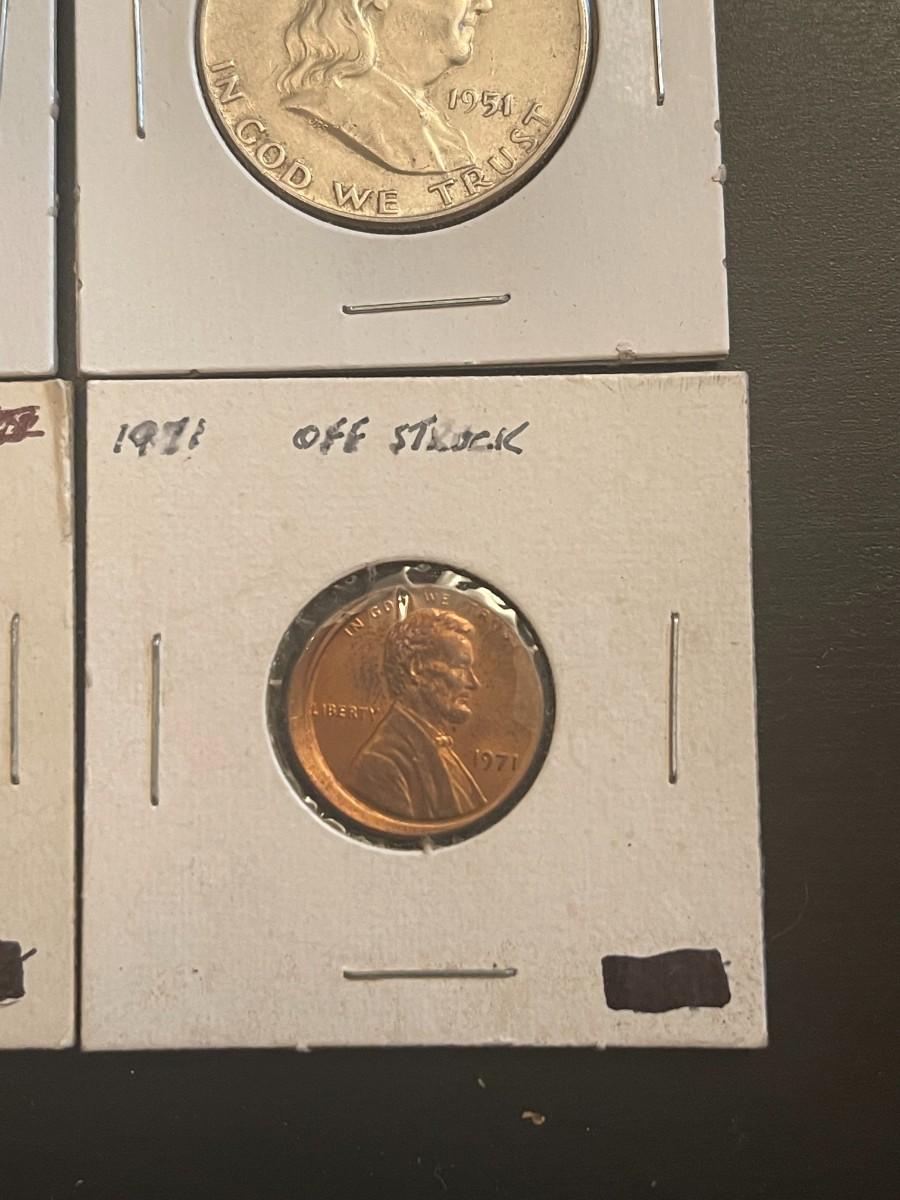 1951
IN GOD WE TRUST
1971 OFF STRUCK
IN GOD WE TRUST
LIBERTY
1971